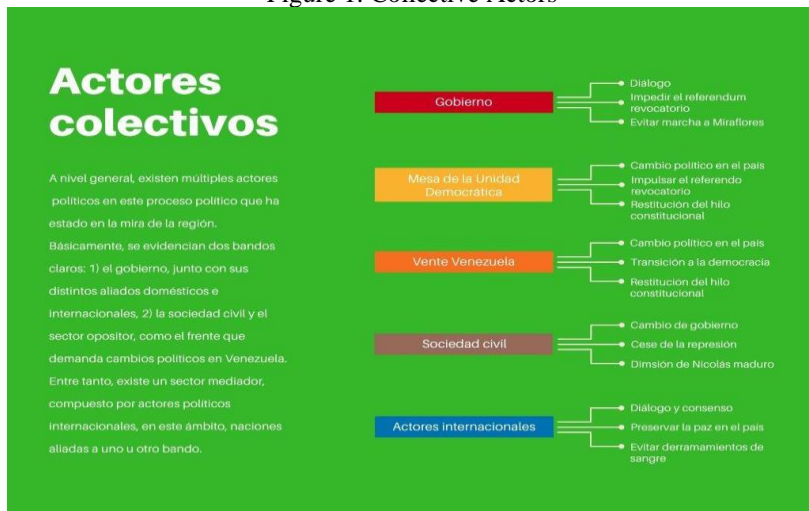 Figure 1. Collective Actors
Actores
colectivos
A nivel general, existen múltiples actores
políticos en este proceso político que ha
estado en la mira de la región.
Básicamente, se evidencian dos bandos
claros: 1) el gobierno, junto con sus
distintos aliados domésticos e
internacionales, 2) la sociedad civil y el
sector opositor, como el frente que
demanda cambios políticos en Venezuela.
Entre tanto, existe un sector mediador,
compuesto por actores políticos
internacionales, en este ámbito, naciones
aliadas a uno u otro bando.
Gobierno
Diálogo
Impedir el referendum
revocatorio
Evitar marcha a Miraflores
Mesa de la Unidad
Democrática
Cambio político en el país
Impulsar el referendo
revocatorio
Restitución del hilo
constitucional
Vente Venezuela
Cambio político en el país
Transición a la democracia
Restitución del hilo
constitucional
Sociedad civil
Cambio de gobierno
Cese de la represión
Dimsión de Nicolás maduro
Actores internacionales
Diálogo y consenso
Preservar la paz en el país
Evitar derramamientos de
sangre